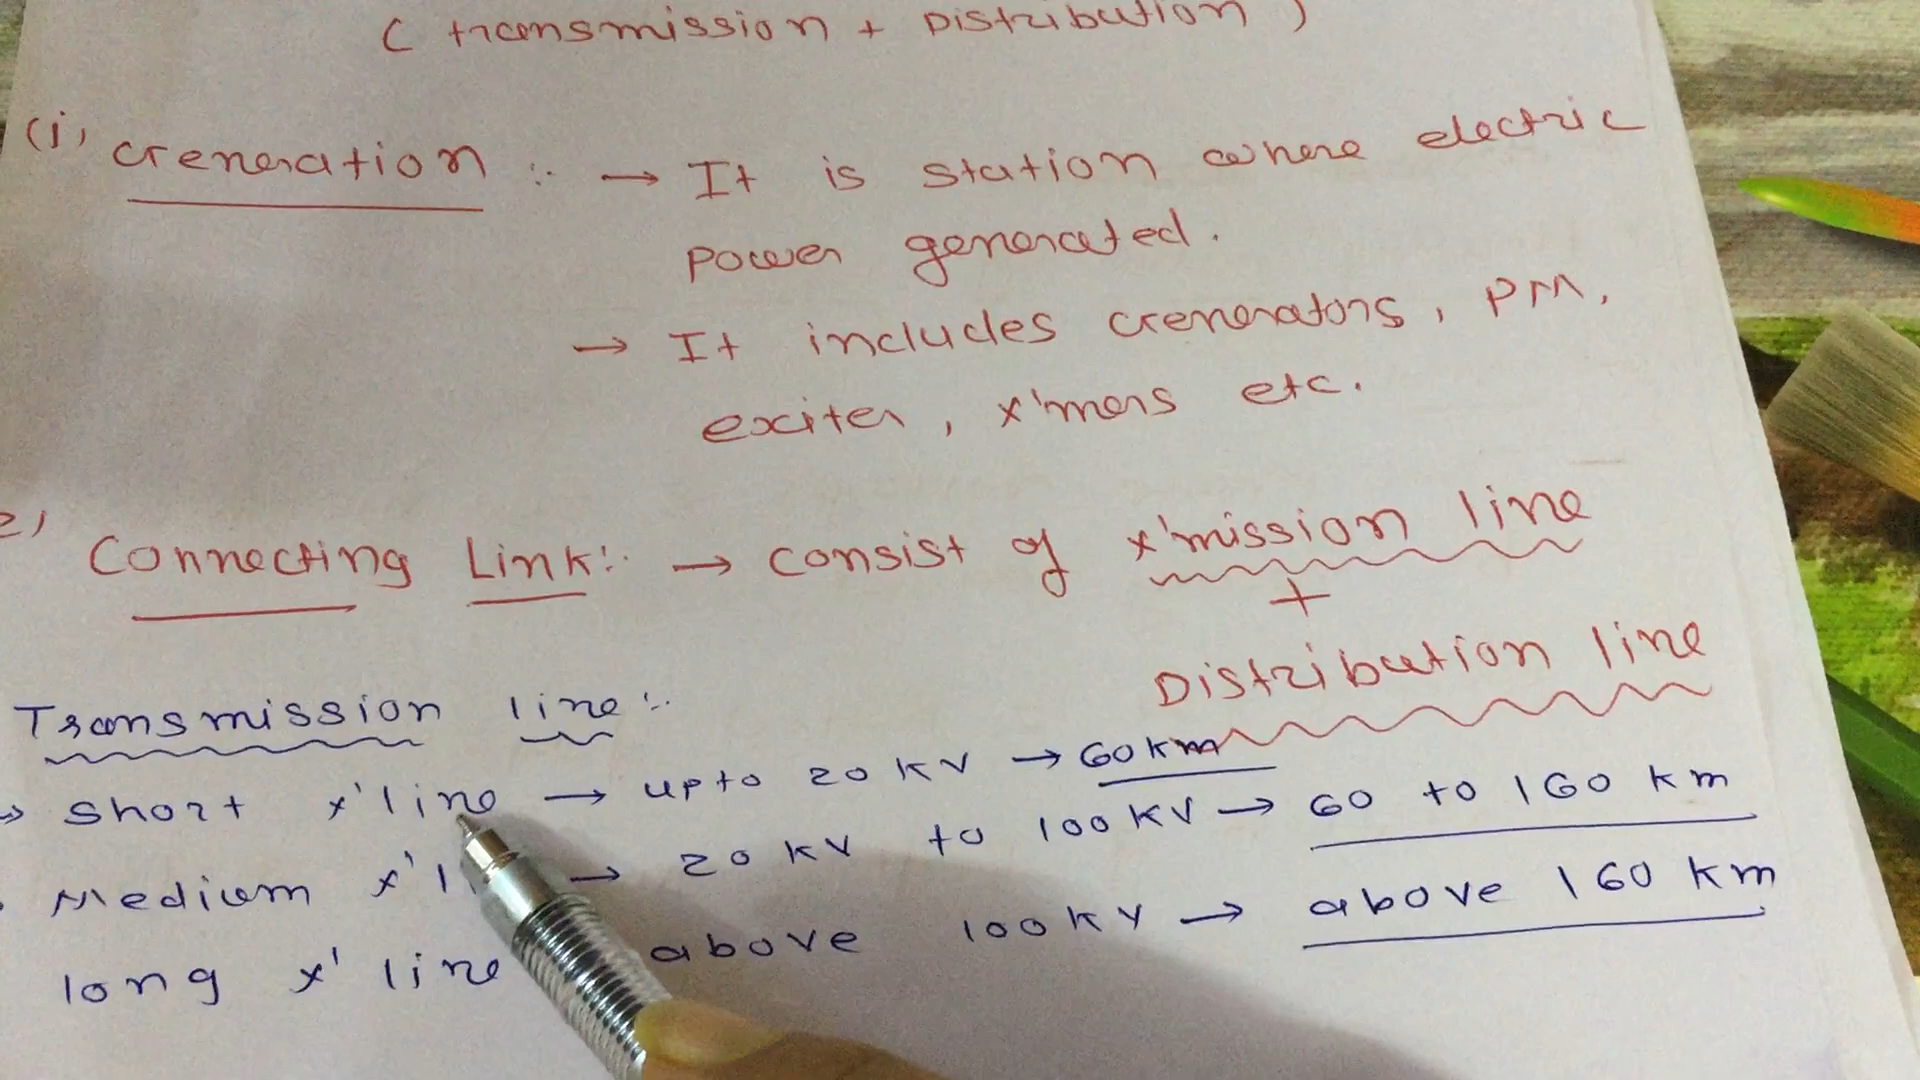 ( transmission + Distribution )
(i) Generation :- → It is station where electric
power generated.
→ It includes Generators, PM,
exciter, x'mers etc.
2) Connecting Link:- → consist of x'mission line
+
Distribution line
Transmission line:-
→ Short x'line → upto 20 KV → 60 km
Medium x'li → 20 KV to 100 KV → 60 to 160 km
long x' line above 100 KV → above 160 km